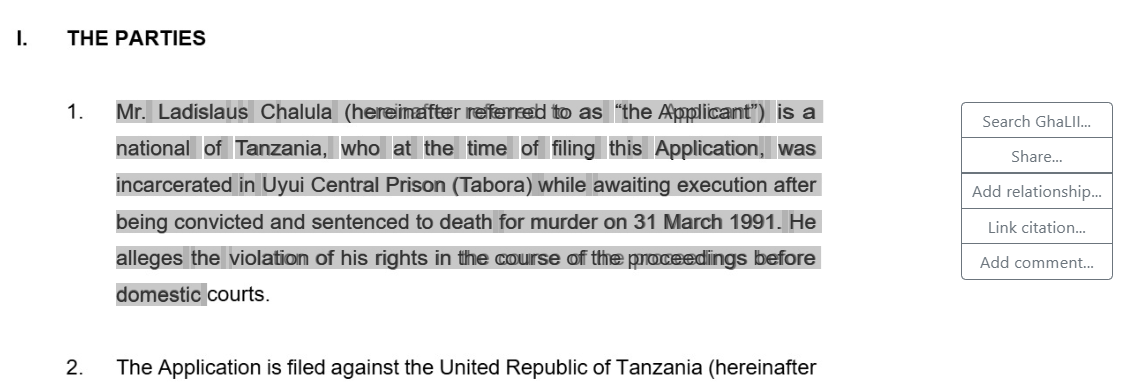 I. THE PARTIES
1. Mr. Ladislaus Chalula (hereinafter referred to as “the Applicant”) is a
national of Tanzania, who at the time of filing this Application, was
incarcerated in Uyui Central Prison (Tabora) while awaiting execution after
being convicted and sentenced to death for murder on 31 March 1991. He
alleges the violation of his rights in the course of the proceedings before
domestic courts.
2. The Application is filed against the United Republic of Tanzania (hereinafter
Search GhaLII...
Share...
Add relationship...
Link citation...
Add comment...